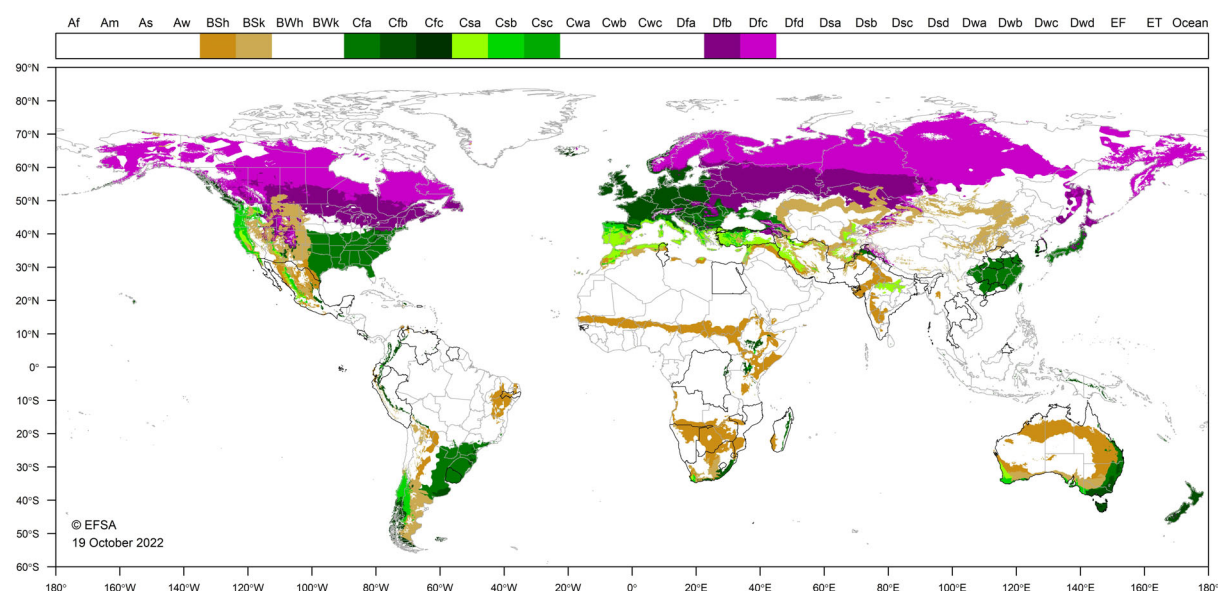 Af Am As Aw BSh BSk BWh BWk Cfa Cfb Cfc Csa Csb Csc Cwa Cwb Cwc Dfa Dfb Dfc Dfd Dsa Dsb Dsc Dsd Dwa Dwb Dwc Dwd EF ET Ocean
90°N
80°N
70°N
60°N
50°N
40°N
30°N
20°N
10°N
0°
10°S
20°S
30°S
40°S
50°S
60°S
© EFSA
19 October 2022
180° 160°W 140°W 120°W 100°W 80°W 60°W 40°W 20°W 0° 20°E 40°E 60°E 80°E 100°E 120°E 140°E 160°E 180°